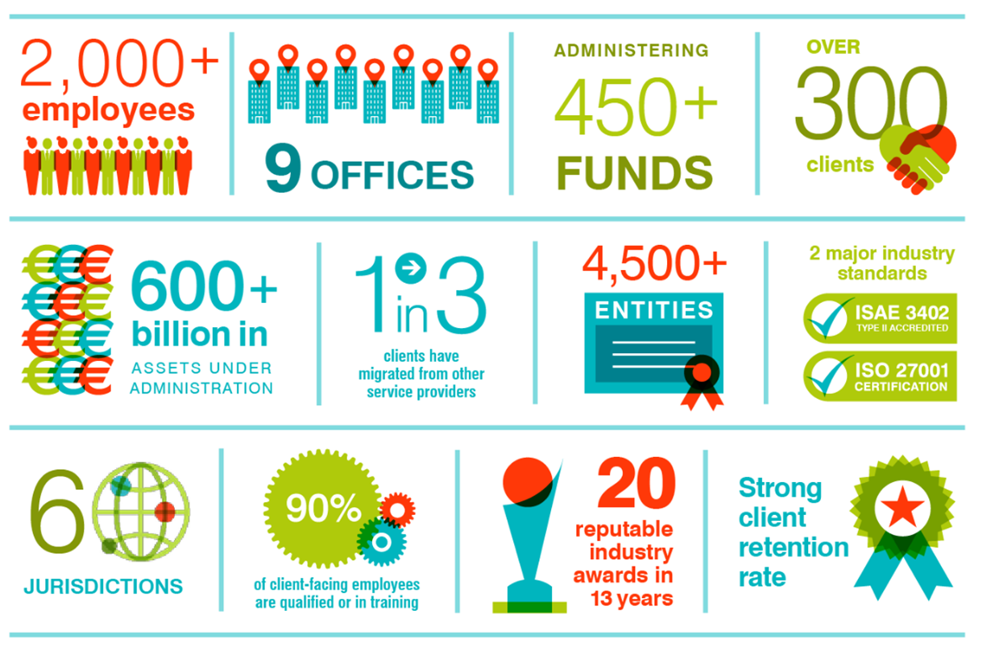 2,000+
employees
9 OFFICES
ADMINISTERING
450+
FUNDS
OVER
300
clients
600+
billion in
ASSETS UNDER
ADMINISTRATION
1 in 3
clients have
migrated from other
service providers
4,500+
ENTITIES
2 major industry
standards
ISAE 3402
TYPE II ACCREDITED
ISO 27001
CERTIFICATION
6
JURISDICTIONS
90%
of client-facing employees
are qualified or in training
20
reputable
industry
awards in
13 years
Strong
client
retention
rate